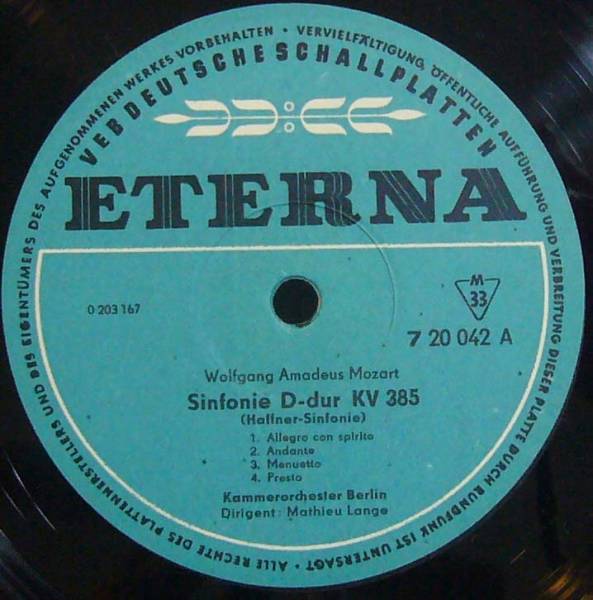 ALLE RECHTE DES PLATTENHERSTELLERS UND DES EIGENTÜMERS DES AUFGENOMMENEN WERKES VORBEHALTEN · VERVIELFÄLTIGUNG, ÖFFENTLICHE AUFFÜHRUNG UND VERBREITUNG DIESER PLATTE DURCH RUNDFUNK IST UNTERSAGT ·
VEB DEUTSCHE SCHALLPLATTEN
ETERNA
0 203 167
M
33
7 20 042 A
Wolfgang Amadeus Mozart
Sinfonie D-dur KV 385
(Haffner-Sinfonie)
1. Allegro con spirito
2. Andante
3. Menuetto
4. Presto
Kammerorchester Berlin
Dirigent: Mathieu Lange